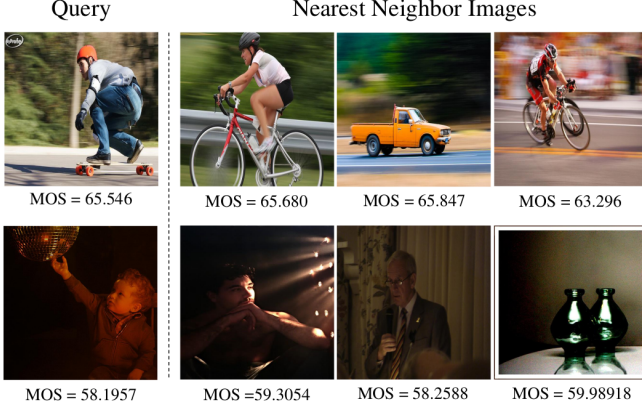 Query
Nearest Neighbor Images
MOS = 65.546
MOS = 65.680
MOS = 65.847
MOS = 63.296
MOS = 58.1957
MOS =59.3054
MOS = 58.2588
MOS = 59.98918